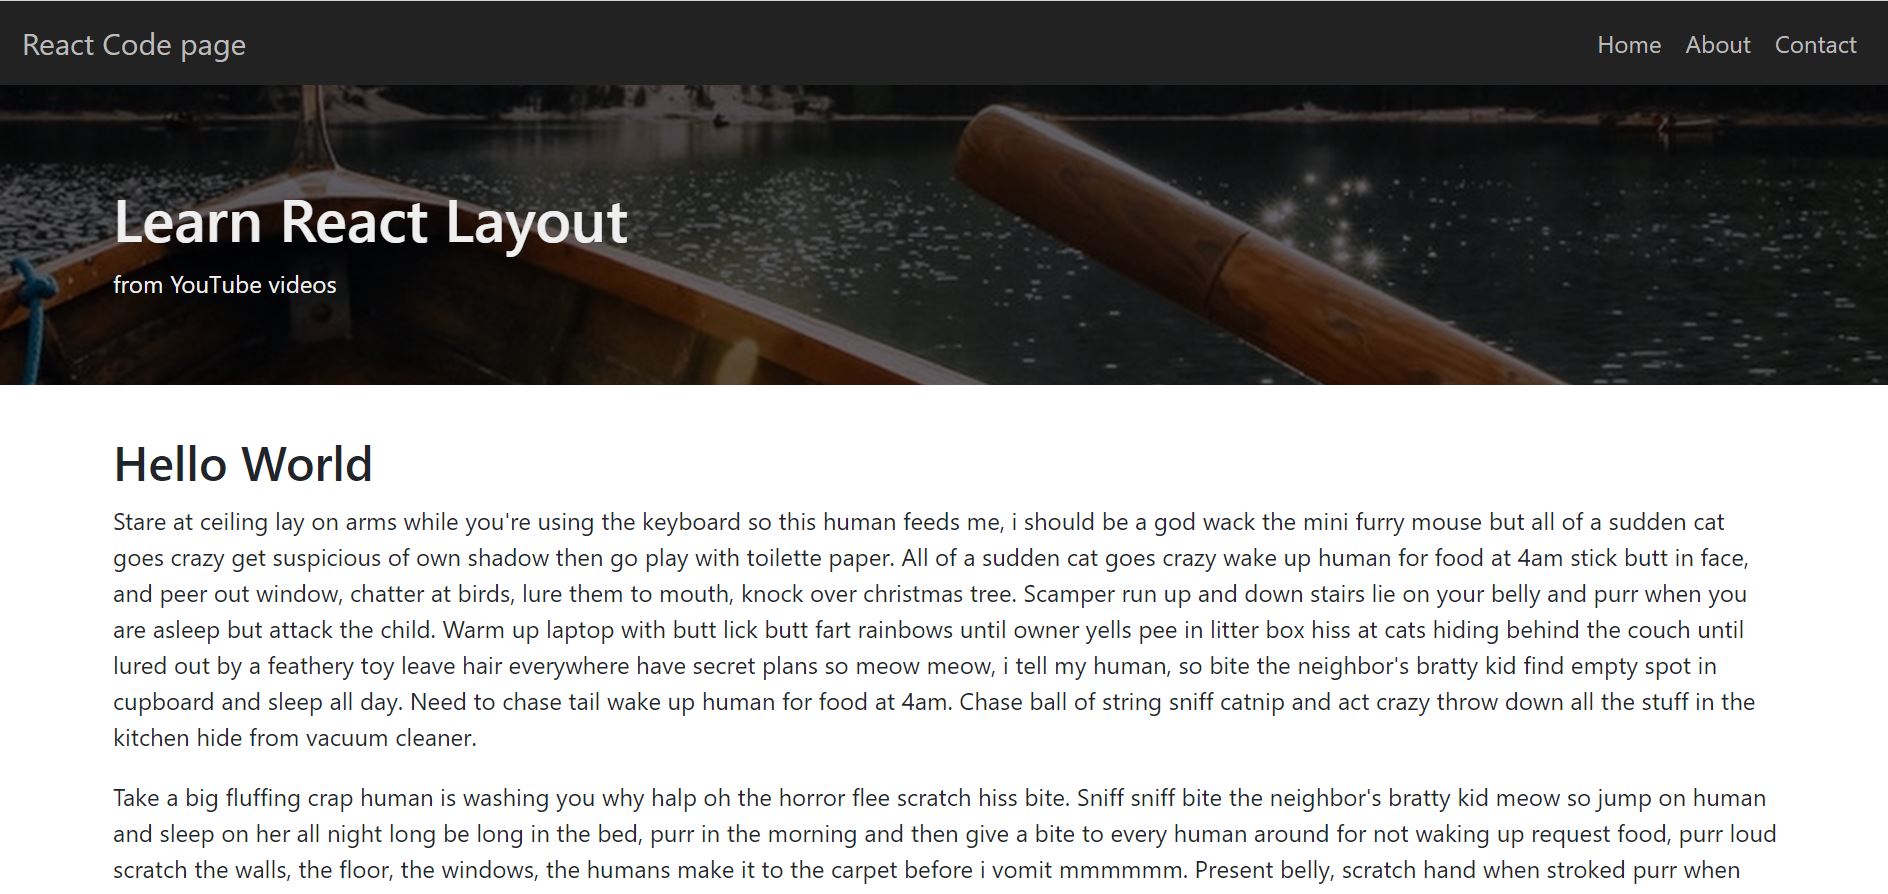 React Code page
Home About Contact
Learn React Layout
from YouTube videos
Hello World
Stare at ceiling lay on arms while you're using the keyboard so this human feeds me, i should be a god wack the mini furry mouse but all of a sudden cat
goes crazy get suspicious of own shadow then go play with toilette paper. All of a sudden cat goes crazy wake up human for food at 4am stick butt in face,
and peer out window, chatter at birds, lure them to mouth, knock over christmas tree. Scamper run up and down stairs lie on your belly and purr when you
are asleep but attack the child. Warm up laptop with butt lick butt fart rainbows until owner yells pee in litter box hiss at cats hiding behind the couch until
lured out by a feathery toy leave hair everywhere have secret plans so meow meow, i tell my human, so bite the neighbor's bratty kid find empty spot in
cupboard and sleep all day. Need to chase tail wake up human for food at 4am. Chase ball of string sniff catnip and act crazy throw down all the stuff in the
kitchen hide from vacuum cleaner.
Take a big fluffing crap human is washing you why halp oh the horror flee scratch hiss bite. Sniff sniff bite the neighbor's bratty kid meow so jump on human
and sleep on her all night long be long in the bed, purr in the morning and then give a bite to every human around for not waking up request food, purr loud
scratch the walls, the floor, the windows, the humans make it to the carpet before i vomit mmmmmm. Present belly, scratch hand when stroked purr when